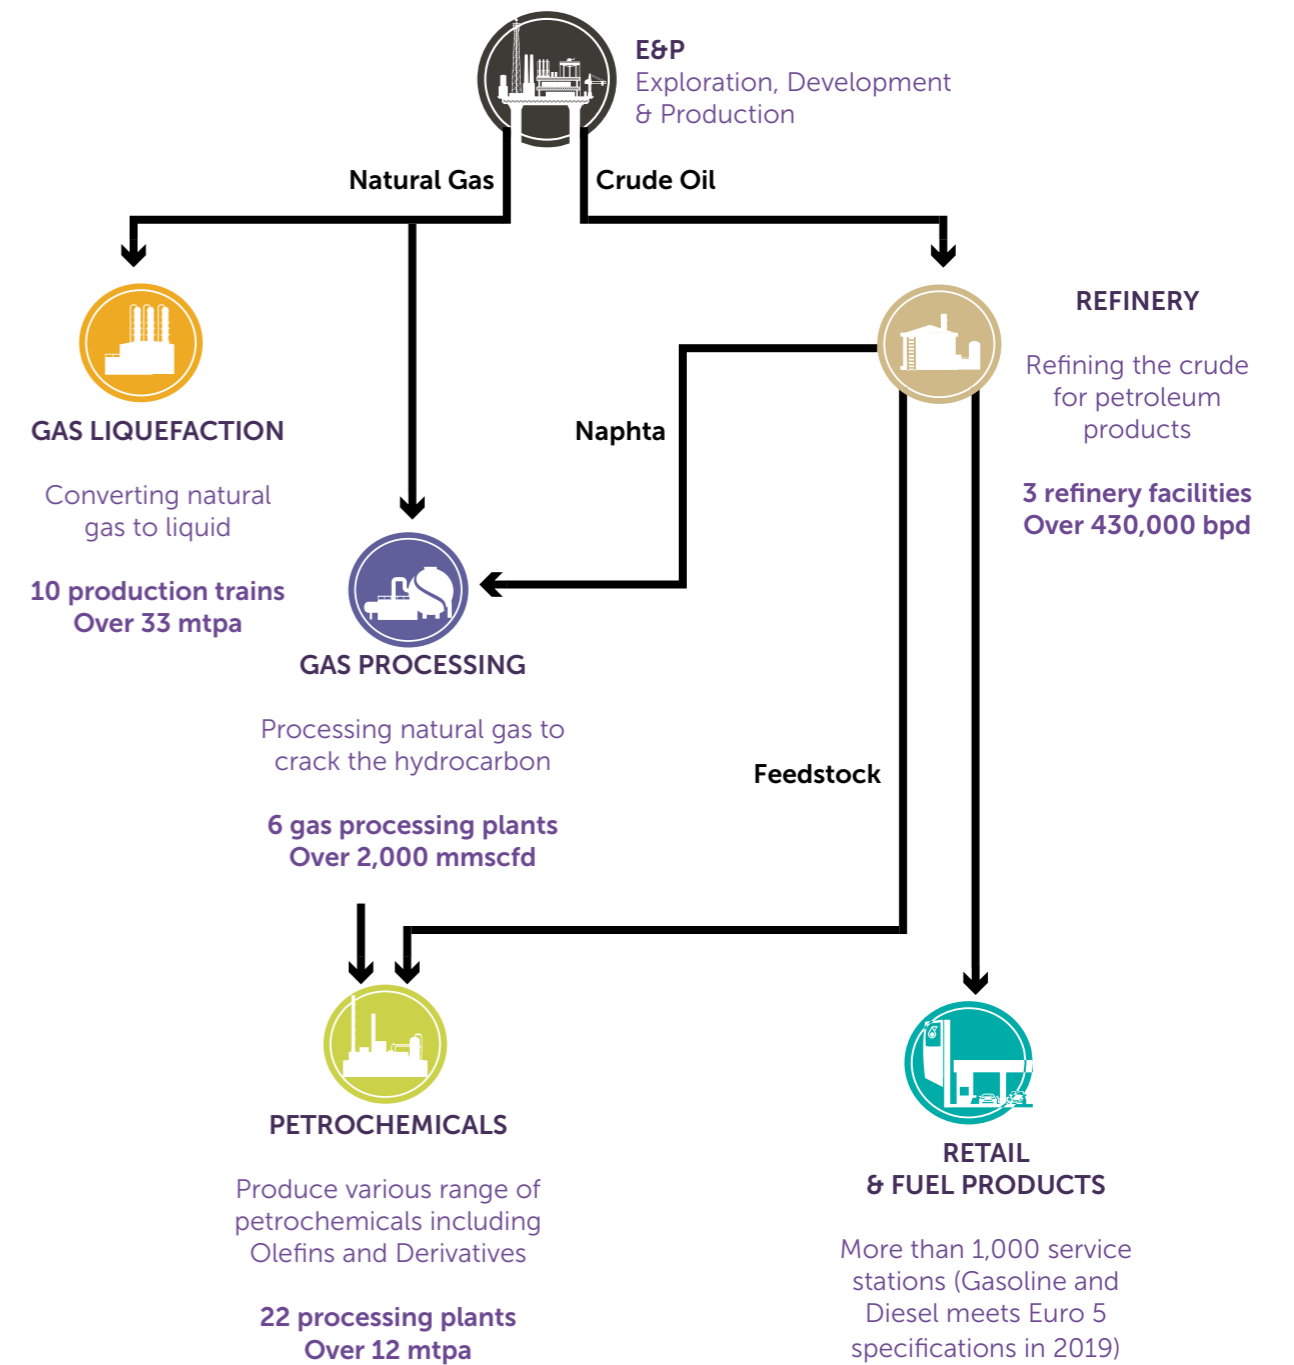 E&P
Exploration, Development
& Production
Natural Gas
Crude Oil
GAS LIQUEFACTION
Converting natural
gas to liquid
10 production trains
Over 33 mtpa
REFINERY
Refining the crude
for petroleum
products
3 refinery facilities
Over 430,000 bpd
Naphta
GAS PROCESSING
Processing natural gas to
crack the hydrocarbon
6 gas processing plants
Over 2,000 mmscfd
Feedstock
PETROCHEMICALS
Produce various range of
petrochemicals including
Olefins and Derivatives
22 processing plants
Over 12 mtpa
RETAIL
& FUEL PRODUCTS
More than 1,000 service
stations (Gasoline and
Diesel meets Euro 5
specifications in 2019)